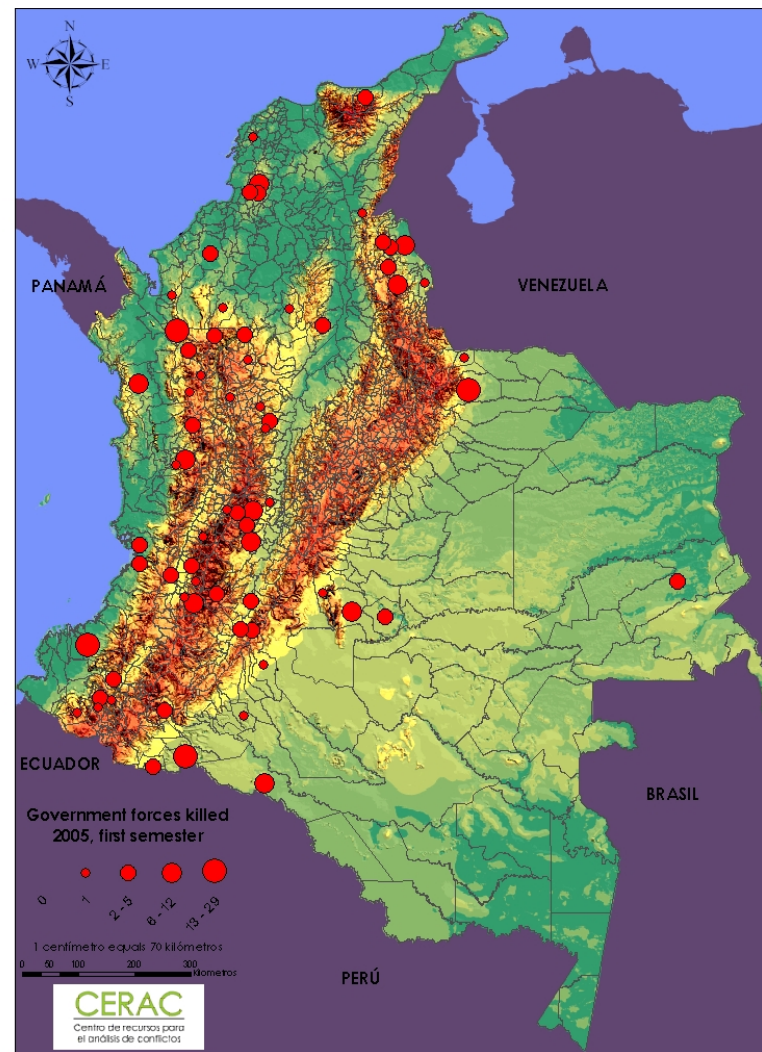 N
W E
S
PANAMÁ
VENEZUELA
ECUADOR
BRASIL
PERÚ
Government forces killed
2005, first semester
0 1 2 - 5 6 - 12 13 - 29
1 centímetro equals 70 kilómetros
0 50 100 200 300
Kilometros
CERAC
Centro de recursos para
el análisis de conflictos